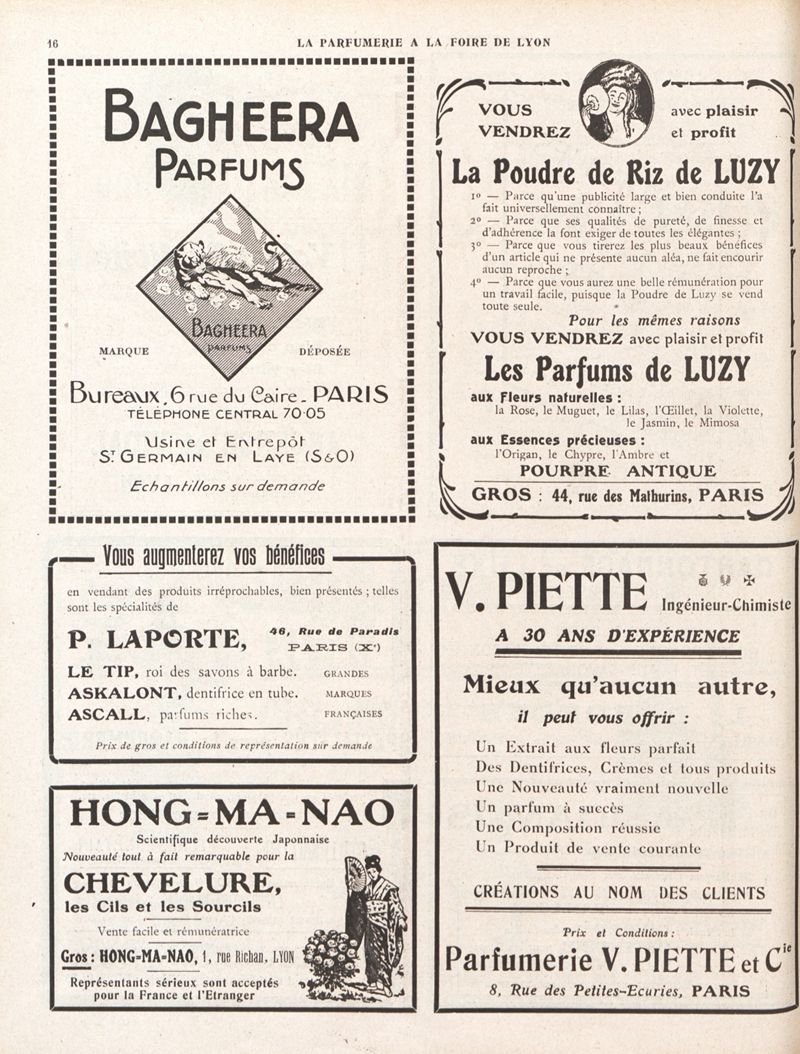 16
LA PARFUMERIE A LA FOIRE DE LYON
BAGHEERA
PARFUMS
BAGHEERA
PARFUMS
MARQUE DÉPOSÉE
Bureaux, 6 rue du Caire - PARIS
TÉLÉPHONE CENTRAL 70-05
Usine et Entrepôt
ST GERMAIN EN LAYE (S&O)
Echantillons sur demande
VOUS avec plaisir
VENDREZ et profit
La Poudre de Riz de LUZY
1º — Parce qu'une publicité large et bien conduite l'a
fait universellement connaître ;
2º — Parce que ses qualités de pureté, de finesse et
d'adhérence la font exiger de toutes les élégantes ;
3º — Parce que vous tirerez les plus beaux bénéfices
d'un article qui ne présente aucun aléa, ne fait encourir
aucun reproche ;
4º — Parce que vous aurez une belle rémunération pour
un travail facile, puisque la Poudre de Luzy se vend
toute seule.
Pour les mêmes raisons
VOUS VENDREZ avec plaisir et profit
Les Parfums de LUZY
aux Fleurs naturelles :
la Rose, le Muguet, le Lilas, l'Œillet, la Violette,
le Jasmin, le Mimosa
aux Essences précieuses :
l'Origan, le Chypre, l'Ambre et
POURPRE ANTIQUE
GROS : 44, rue des Mathurins, PARIS
Vous augmenterez vos bénéfices
en vendant des produits irréprochables, bien présentés ; telles
sont les spécialités de
P. LAPORTE, 46, Rue de Paradis
PARIS (Xe)
LE TIP, roi des savons à barbe. GRANDES
ASKALONT, dentifrice en tube. MARQUES
ASCALL, parfums riches. FRANÇAISES
Prix de gros et conditions de représentation sur demande
HONG=MA=NAO
Scientifique découverte Japonnaise
Nouveauté tout à fait remarquable pour la
CHEVELURE,
les Cils et les Sourcils
Vente facile et rémunératrice
Gros : HONG=MA=NAO, 1, rue Richan, LYON
Représentants sérieux sont acceptés
pour la France et l'Etranger
V. PIETTE Ingénieur-Chimiste
A 30 ANS D'EXPÉRIENCE
Mieux qu'aucun autre,
il peut vous offrir :
Un Extrait aux fleurs parfait
Des Dentifrices, Crèmes et tous produits
Une Nouveauté vraiment nouvelle
Un parfum à succès
Une Composition réussie
Un Produit de vente courante
CRÉATIONS AU NOM DES CLIENTS
Prix et Conditions :
Parfumerie V. PIETTE et Cie
8, Rue des Petites-Ecuries, PARIS